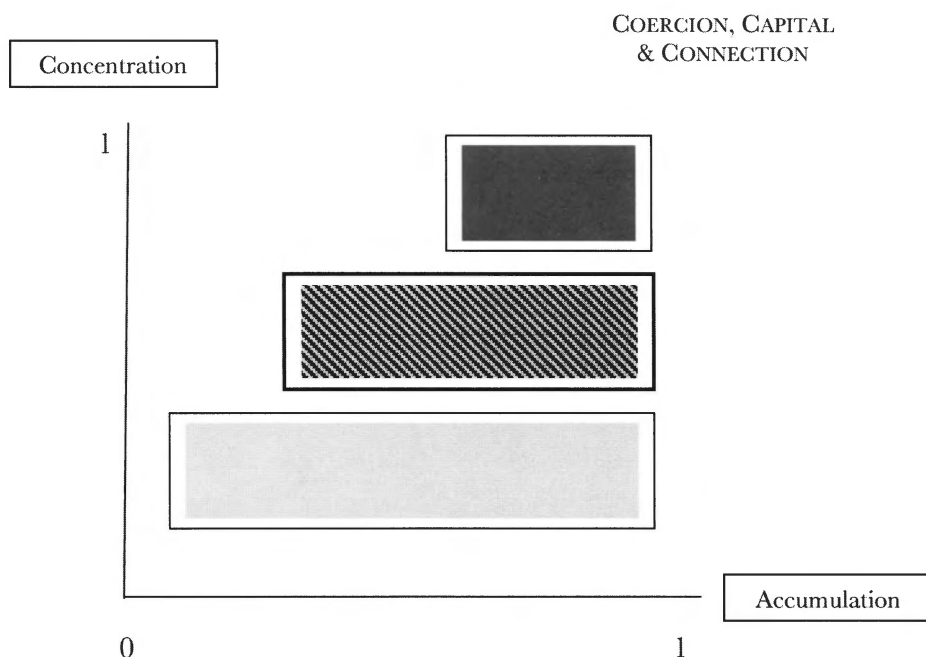 COERCION, CAPITAL
& CONNECTION
Concentration
1
Accumulation
0
1